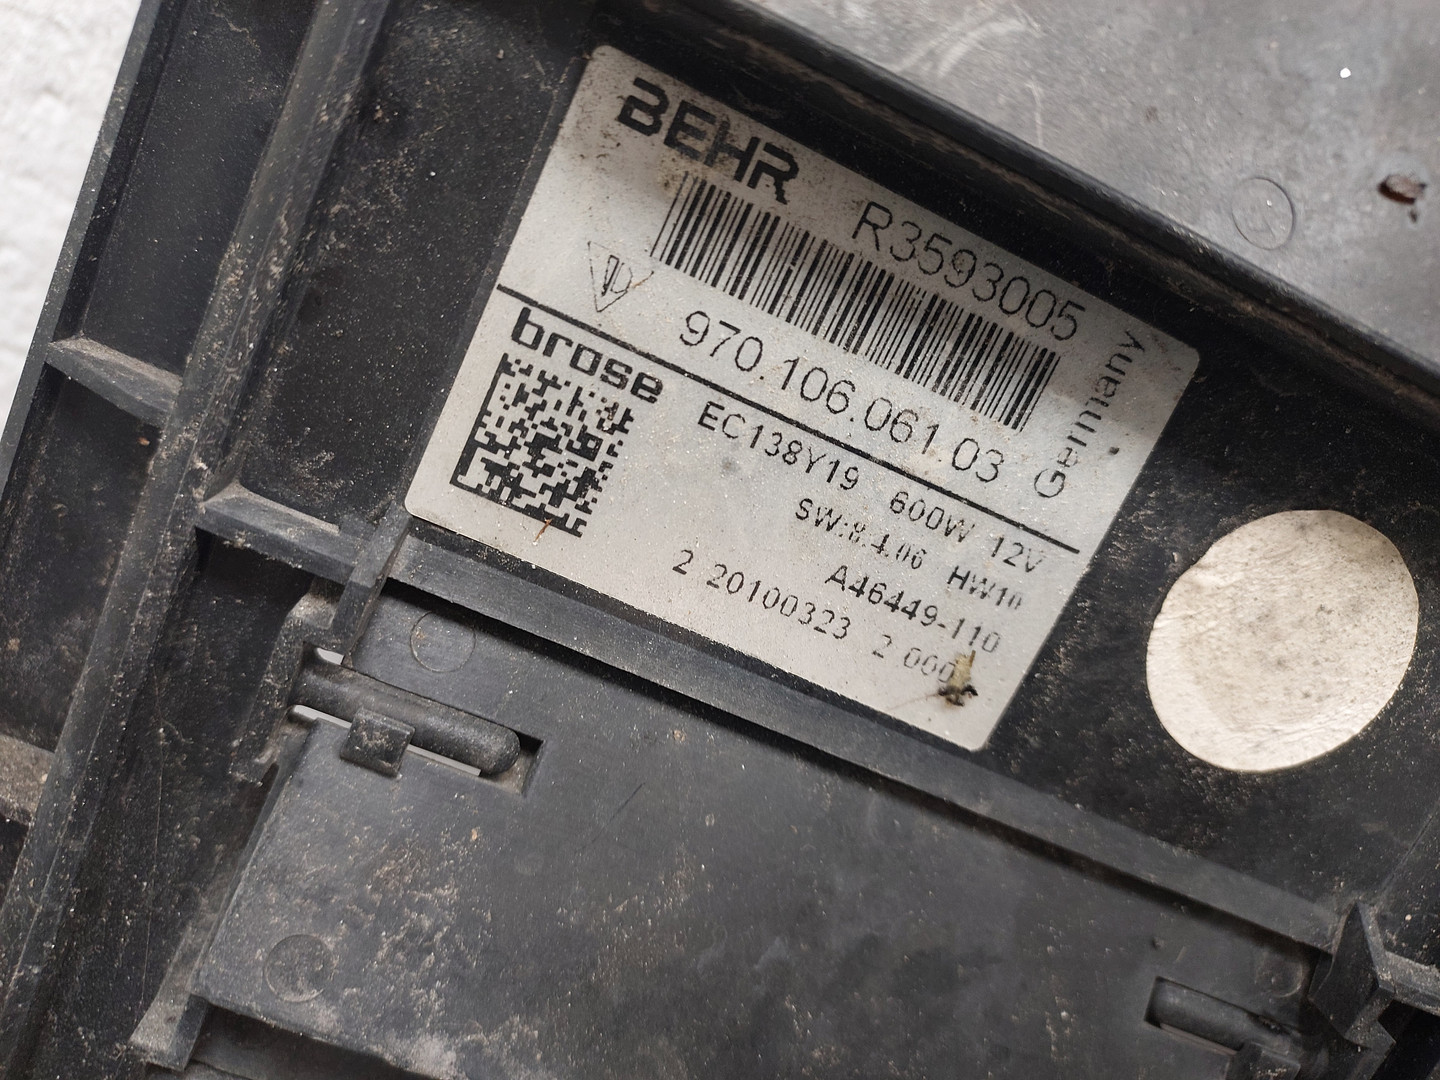 BEHR
R3593005
970.106.061.03
Germany
brose
EC138Y19 600W 12V
SW:8.4.06 HW10
A46449-110
2 20100323 2 000